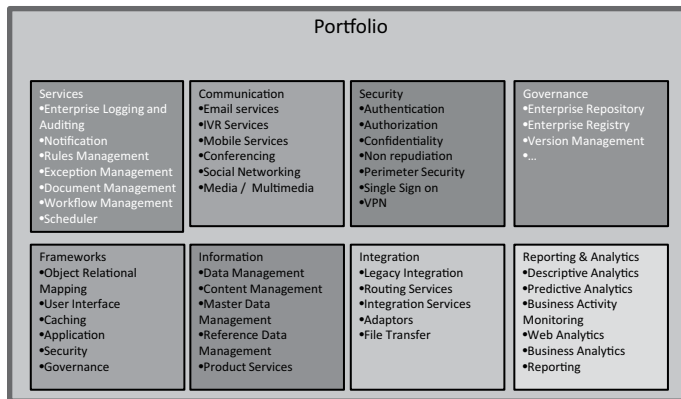 Portfolio
Services
•Enterprise Logging and
Auditing
•Notification
•Rules Management
•Exception Management
•Document Management
•Workflow Management
•Scheduler
Communication
•Email services
•IVR Services
•Mobile Services
•Conferencing
•Social Networking
•Media / Multimedia
Security
•Authentication
•Authorization
•Confidentiality
•Non repudiation
•Perimeter Security
•Single Sign on
•VPN
Governance
•Enterprise Repository
•Enterprise Registry
•Version Management
•...
Frameworks
•Object Relational
Mapping
•User Interface
•Caching
•Application
•Security
•Governance
Information
•Data Management
•Content Management
•Master Data
Management
•Reference Data
Management
•Product Services
Integration
•Legacy Integration
•Routing Services
•Integration Services
•Adaptors
•File Transfer
Reporting & Analytics
•Descriptive Analytics
•Predictive Analytics
•Business Activity
Monitoring
•Web Analytics
•Business Analytics
•Reporting